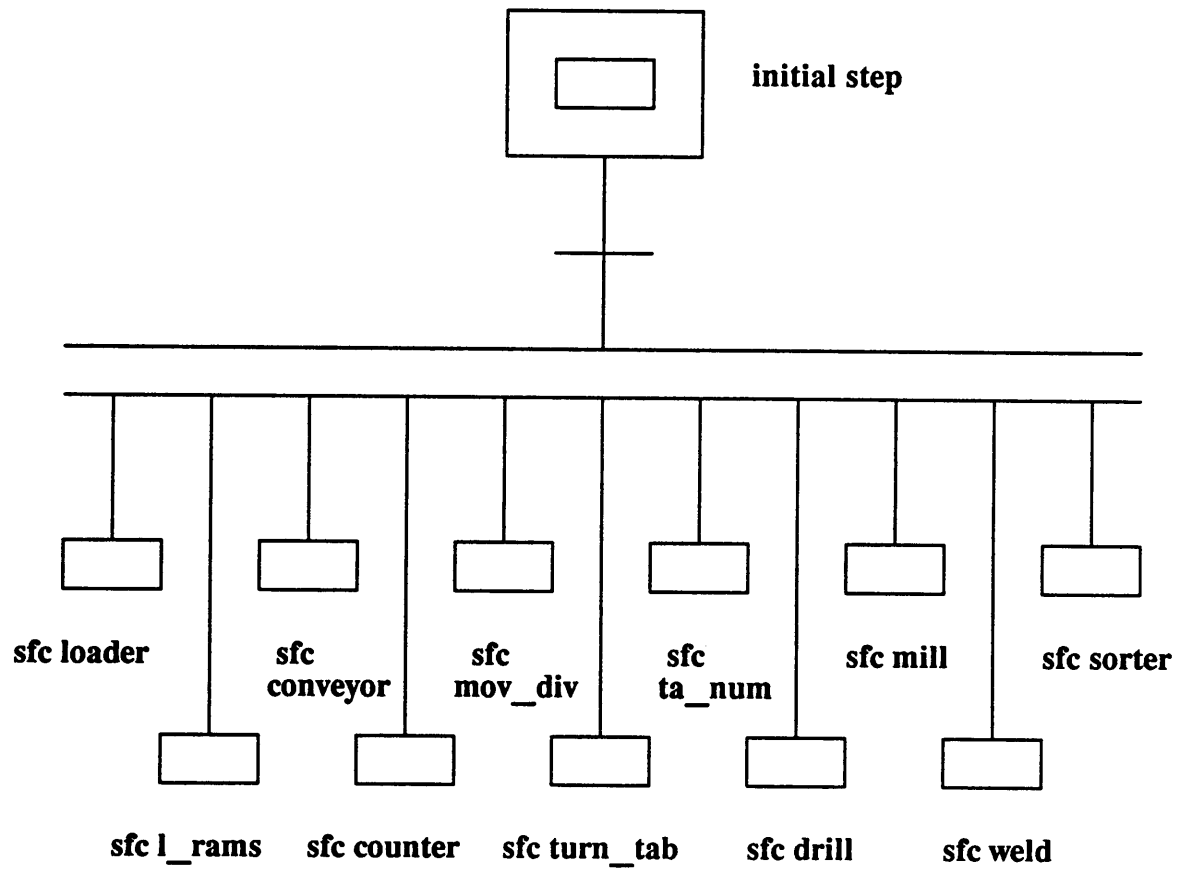 initial step
sfc loader
sfc
conveyor
sfc
mov_div
sfc
ta_num
sfc mill
sfc sorter
sfc l_rams
sfc counter
sfc turn_tab
sfc drill
sfc weld